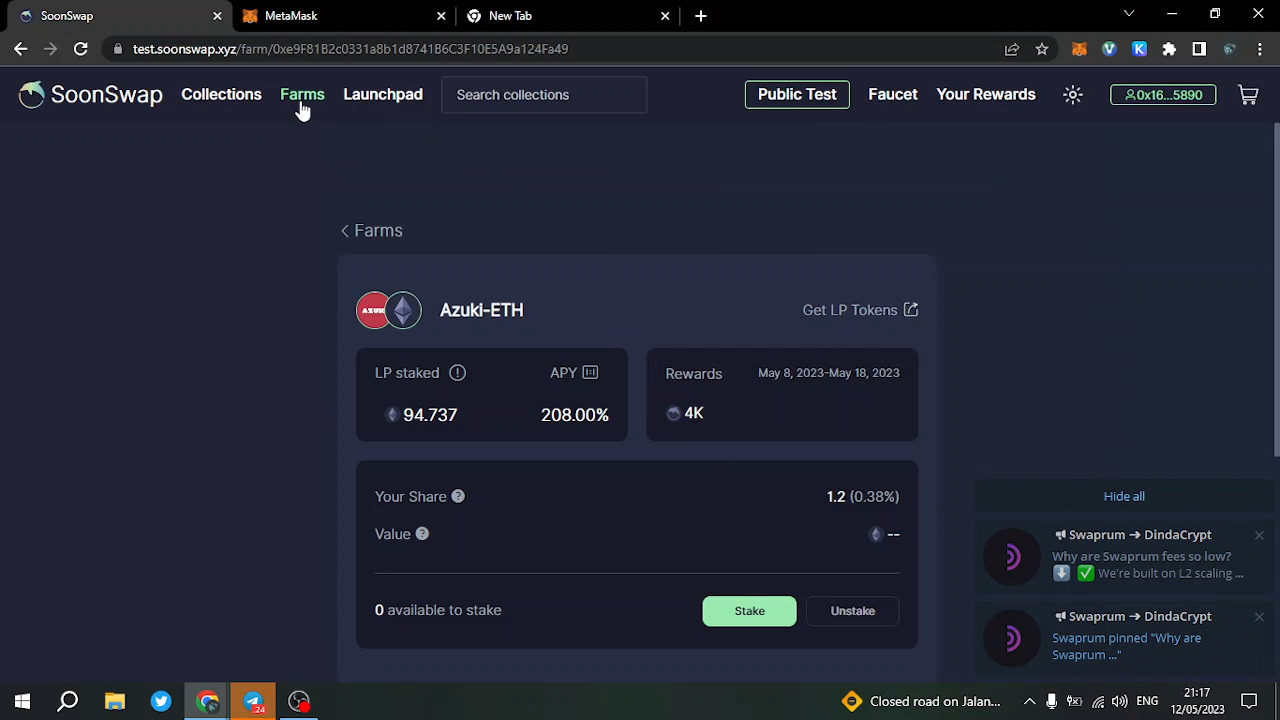 SoonSwap
MetaMask
New Tab
test.soonswap.xyz/farm/0xe9F81B2c0331a8b1d8741B6C3F10E5A9a124Fa49
SoonSwap
Collections
Farms
Launchpad
Search collections
Public Test
Faucet
Your Rewards
0x16...5890
Farms
AZUKI
Azuki-ETH
Get LP Tokens
LP staked
APY
94.737
208.00%
Rewards
May 8, 2023-May 18, 2023
4K
Your Share
1.2 (0.38%)
Value
--
0 available to stake
Stake
Unstake
Hide all
Swaprum ➔ DindaCrypt
Why are Swaprum fees so low?
⬇️ ✅ We're built on L2 scaling ...
Swaprum ➔ DindaCrypt
Swaprum pinned "Why are
Swaprum ..."
24
Closed road on Jalan...
ENG
21:17
12/05/2023